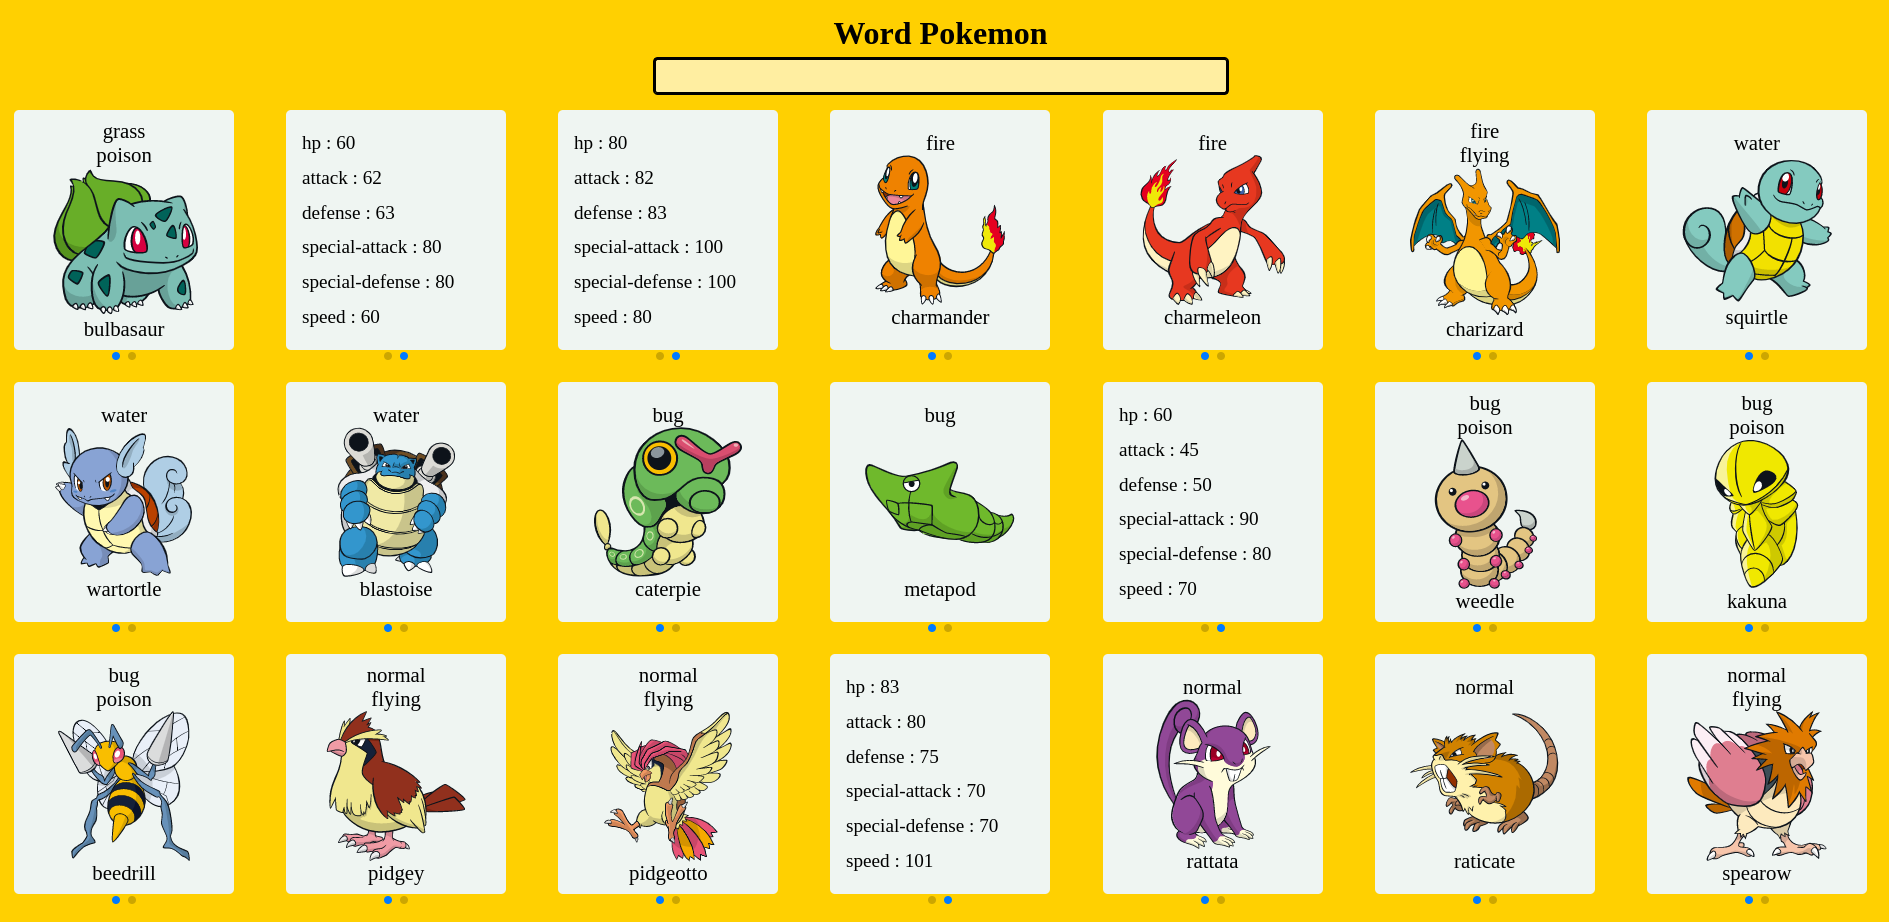 Word Pokemon
grass
poison
bulbasaur
hp : 60
attack : 62
defense : 63
special-attack : 80
special-defense : 80
speed : 60
hp : 80
attack : 82
defense : 83
special-attack : 100
special-defense : 100
speed : 80
fire
charmander
fire
charmeleon
fire
flying
charizard
water
squirtle
water
wartortle
water
blastoise
bug
caterpie
bug
metapod
hp : 60
attack : 45
defense : 50
special-attack : 90
special-defense : 80
speed : 70
bug
poison
weedle
bug
poison
kakuna
bug
poison
beedrill
normal
flying
pidgey
normal
flying
pidgeotto
hp : 83
attack : 80
defense : 75
special-attack : 70
special-defense : 70
speed : 101
normal
rattata
normal
raticate
normal
flying
spearow